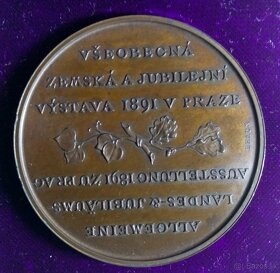 VŠEOBECNÁ
ZEMSKÁ A JUBILEJNÍ
VÝSTAVA 1891 V PRAZE
ALLGEMEINE
LANDES- & JUBILÄUMS
AUSSTELLUNG 1891 ZU PRAG